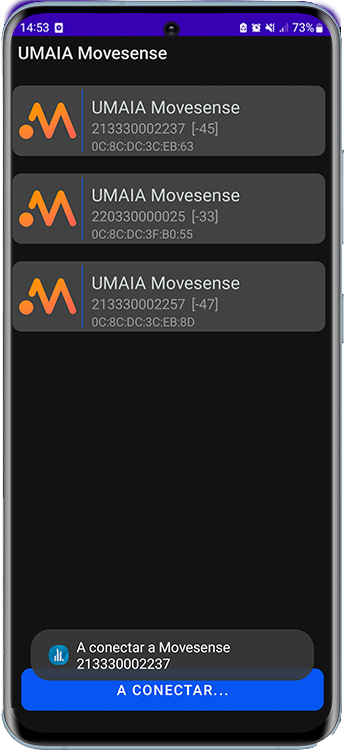 14:53
73%
UMAIA Movesense
UMAIA Movesense
213330002237 [-45]
0C:8C:DC:3C:EB:63
UMAIA Movesense
220330000025 [-33]
0C:8C:DC:3F:B0:55
UMAIA Movesense
213330002257 [-47]
0C:8C:DC:3C:EB:8D
A conectar a Movesense
213330002237
A CONECTAR...